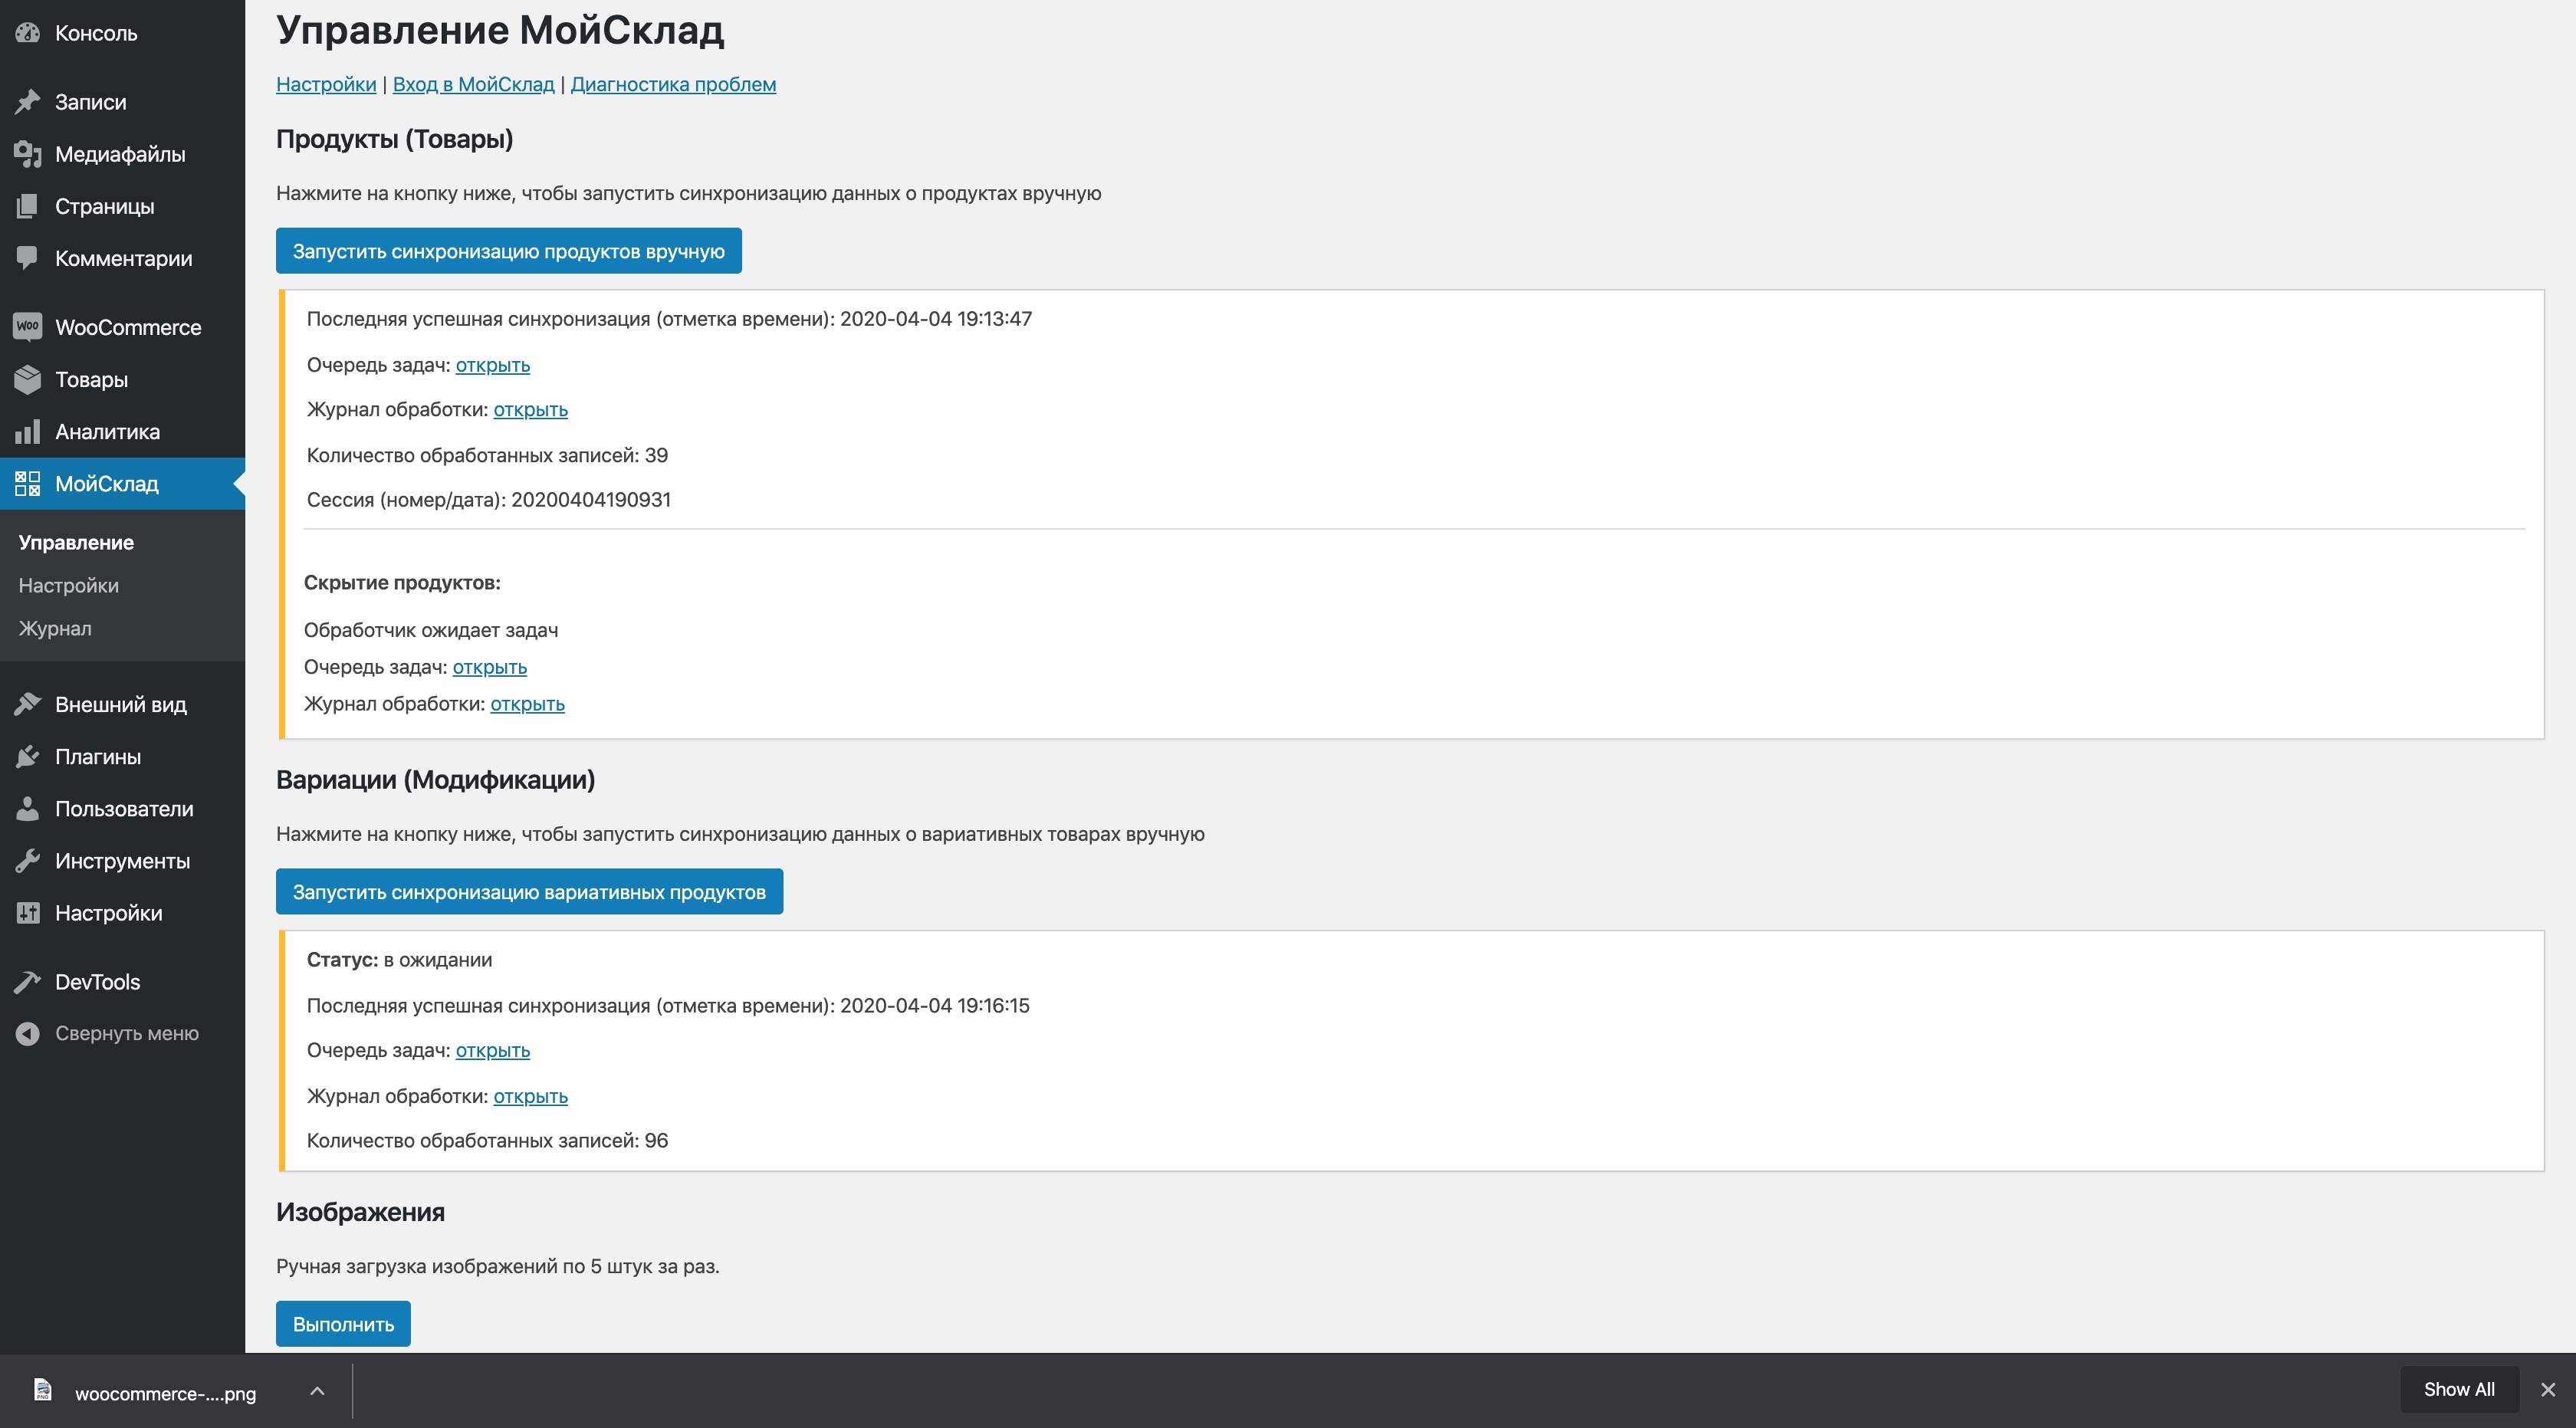 Консоль
Записи
Медиафайлы
Страницы
Комментарии
Woo WooCommerce
Товары
Аналитика
МойСклад
Управление
Настройки
Журнал
Внешний вид
Плагины
Пользователи
Инструменты
Настройки
DevTools
Свернуть меню
Управление МойСклад
Настройки | Вход в МойСклад | Диагностика проблем
Продукты (Товары)
Нажмите на кнопку ниже, чтобы запустить синхронизацию данных о продуктах вручную
Запустить синхронизацию продуктов вручную
Последняя успешная синхронизация (отметка времени): 2020-04-04 19:13:47
Очередь задач: открыть
Журнал обработки: открыть
Количество обработанных записей: 39
Сессия (номер/дата): 20200404190931
Скрытие продуктов:
Обработчик ожидает задач
Очередь задач: открыть
Журнал обработки: открыть
Вариации (Модификации)
Нажмите на кнопку ниже, чтобы запустить синхронизацию данных о вариативных товарах вручную
Запустить синхронизацию вариативных продуктов
Статус: в ожидании
Последняя успешная синхронизация (отметка времени): 2020-04-04 19:16:15
Очередь задач: открыть
Журнал обработки: открыть
Количество обработанных записей: 96
Изображения
Ручная загрузка изображений по 5 штук за раз.
Выполнить
PNG woocommerce-....png
Show All